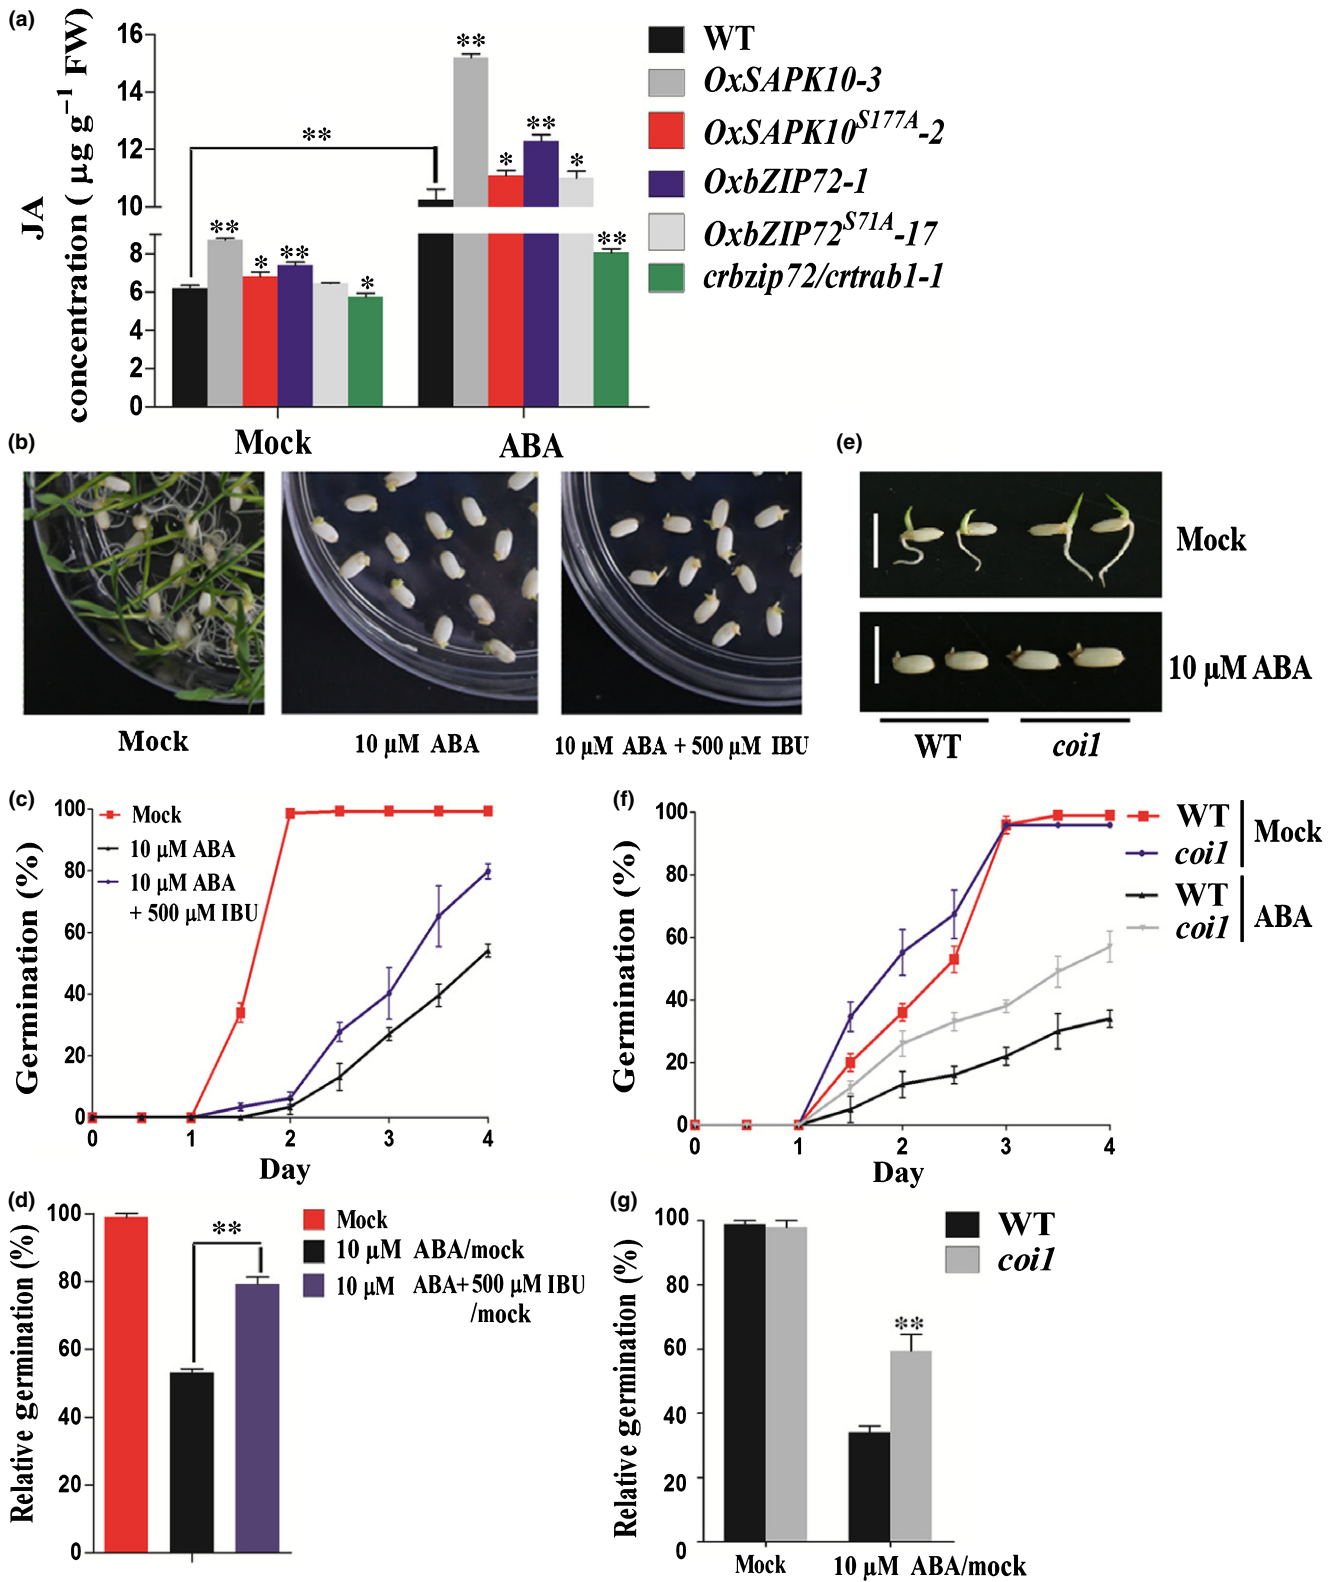 (a)
JA
concentration ( μg g⁻¹ FW)
16
14
12
10
8
6
4
2
0
**
**
*
**
*
**
**
*
**
*
Mock
ABA
WT
OxSAPK10-3
OxSAPK10^S177A-2
OxbZIP72-1
OxbZIP72^S71A-17
crbzip72/crtrab1-1
(b)
Mock
10 μM ABA
10 μM ABA + 500 μM IBU
(e)
Mock
10 μM ABA
WT
coi1
(c)
Germination (%)
100
80
60
40
20
0
0 1 2 3 4
Day
Mock
10 μM ABA
10 μM ABA
+ 500 μM IBU
(f)
Germination (%)
100
80
60
40
20
0
0 1 2 3 4
Day
WT
coi1
Mock
WT
coi1
ABA
(d)
Relative germination (%)
100
80
60
40
20
0
**
Mock
10 μM ABA/mock
10 μM ABA+500 μM IBU
/mock
(g)
Relative germination (%)
100
80
60
40
20
0
**
Mock
10 μM ABA/mock
WT
coi1